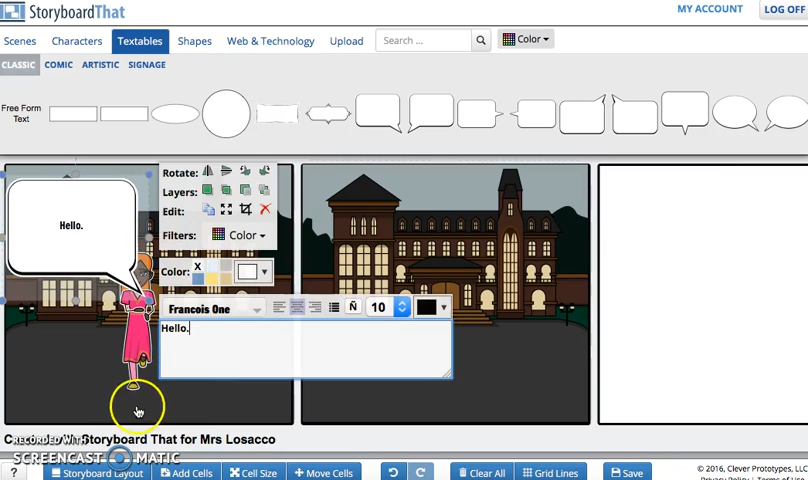 StoryboardThat
MY ACCOUNT
LOG OFF
Scenes
Characters
Textables
Shapes
Web & Technology
Upload
Search ...
Color
CLASSIC
COMIC
ARTISTIC
SIGNAGE
Free Form
Text
Rotate:
Layers:
Edit:
Filters:
Color
Color:
X
Hello.
Francois One
Ñ
10
Hello.
Storyboard That for Mrs Losacco
RECORDED WITH
SCREENCAST MATIC
?
Storyboard Layout
Add Cells
Cell Size
Move Cells
Clear All
Grid Lines
Save
© 2016, Clever Prototypes, LLC